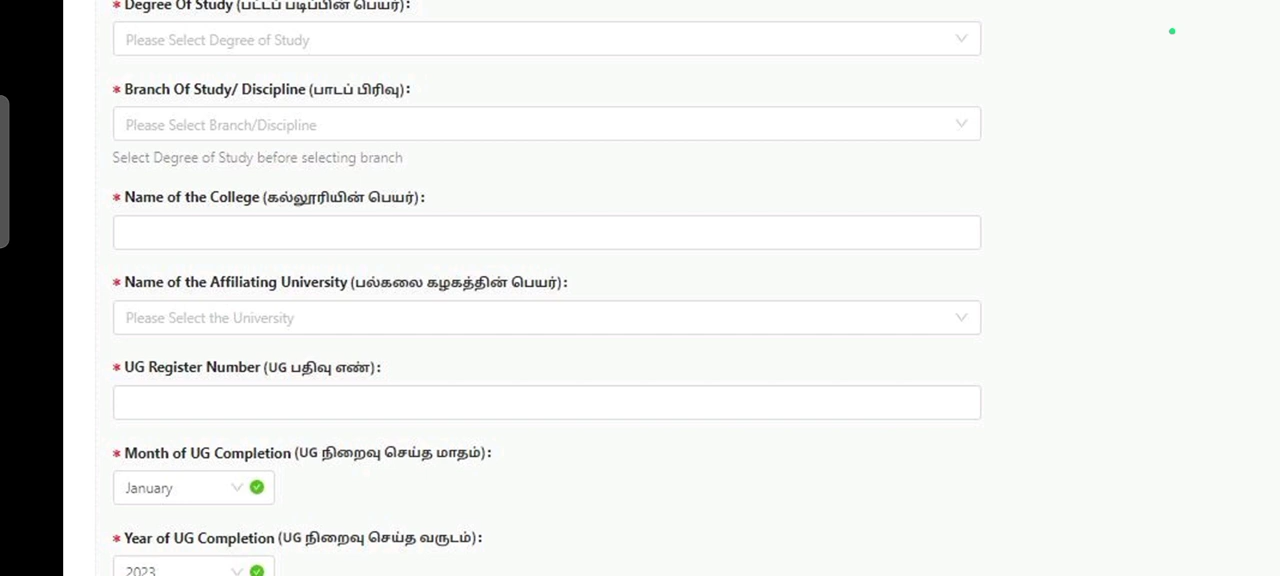 * Degree Of Study (பட்டப் படிப்பின் பெயர்):
Please Select Degree of Study
* Branch Of Study/ Discipline (பாடப் பிரிவு):
Please Select Branch/Discipline
Select Degree of Study before selecting branch
* Name of the College (கல்லூரியின் பெயர்):
* Name of the Affiliating University (பல்கலை கழகத்தின் பெயர்):
Please Select the University
* UG Register Number (UG பதிவு எண்):
* Month of UG Completion (UG நிறைவு செய்த மாதம்):
January
* Year of UG Completion (UG நிறைவு செய்த வருடம்):
2023